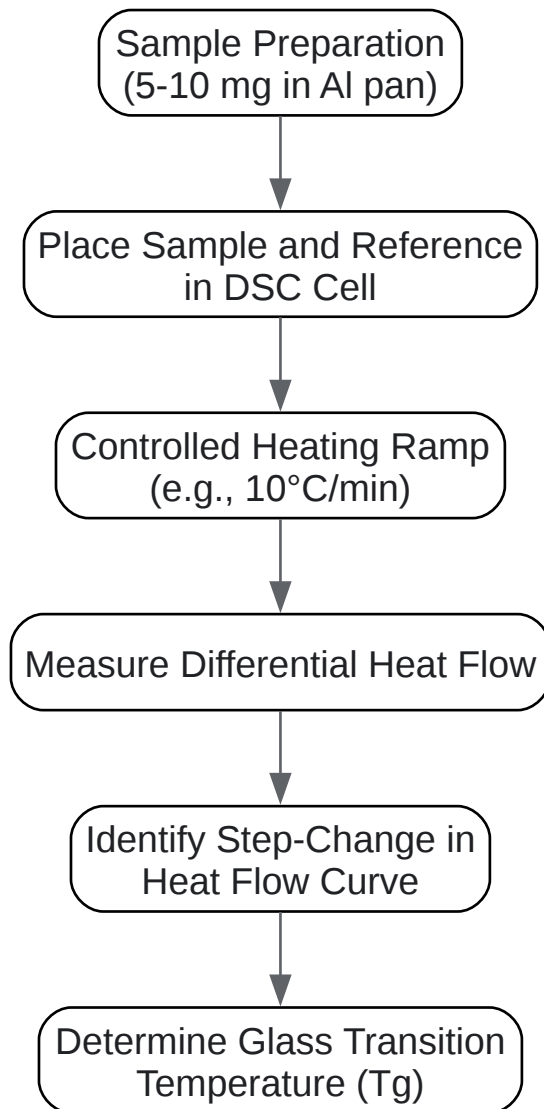 Sample Preparation
(5-10 mg in Al pan)
Place Sample and Reference
in DSC Cell
Controlled Heating Ramp
(e.g., 10°C/min)
Measure Differential Heat Flow
Identify Step-Change in
Heat Flow Curve
Determine Glass Transition
Temperature (Tg)